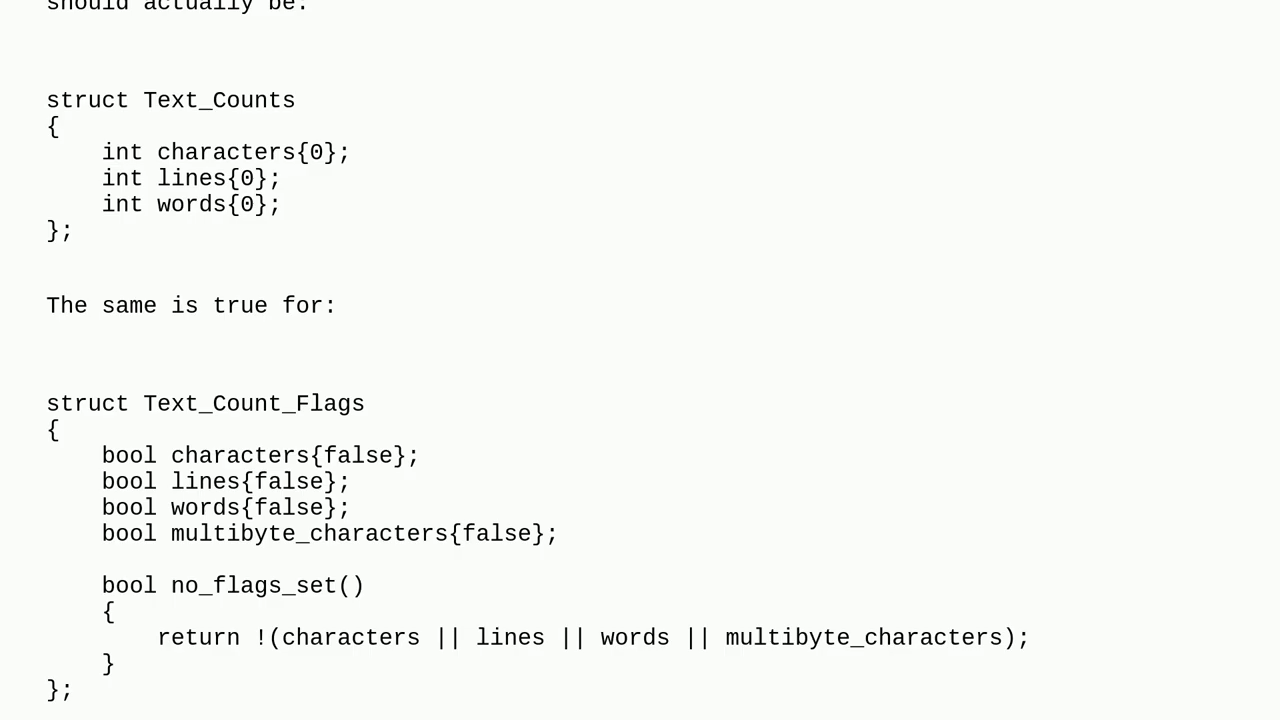 should actually be:
struct Text_Counts
{
    int characters{0};
    int lines{0};
    int words{0};
};
The same is true for:
struct Text_Count_Flags
{
    bool characters{false};
    bool lines{false};
    bool words{false};
    bool multibyte_characters{false};
    bool no_flags_set()
    {
        return !(characters || lines || words || multibyte_characters);
    }
};